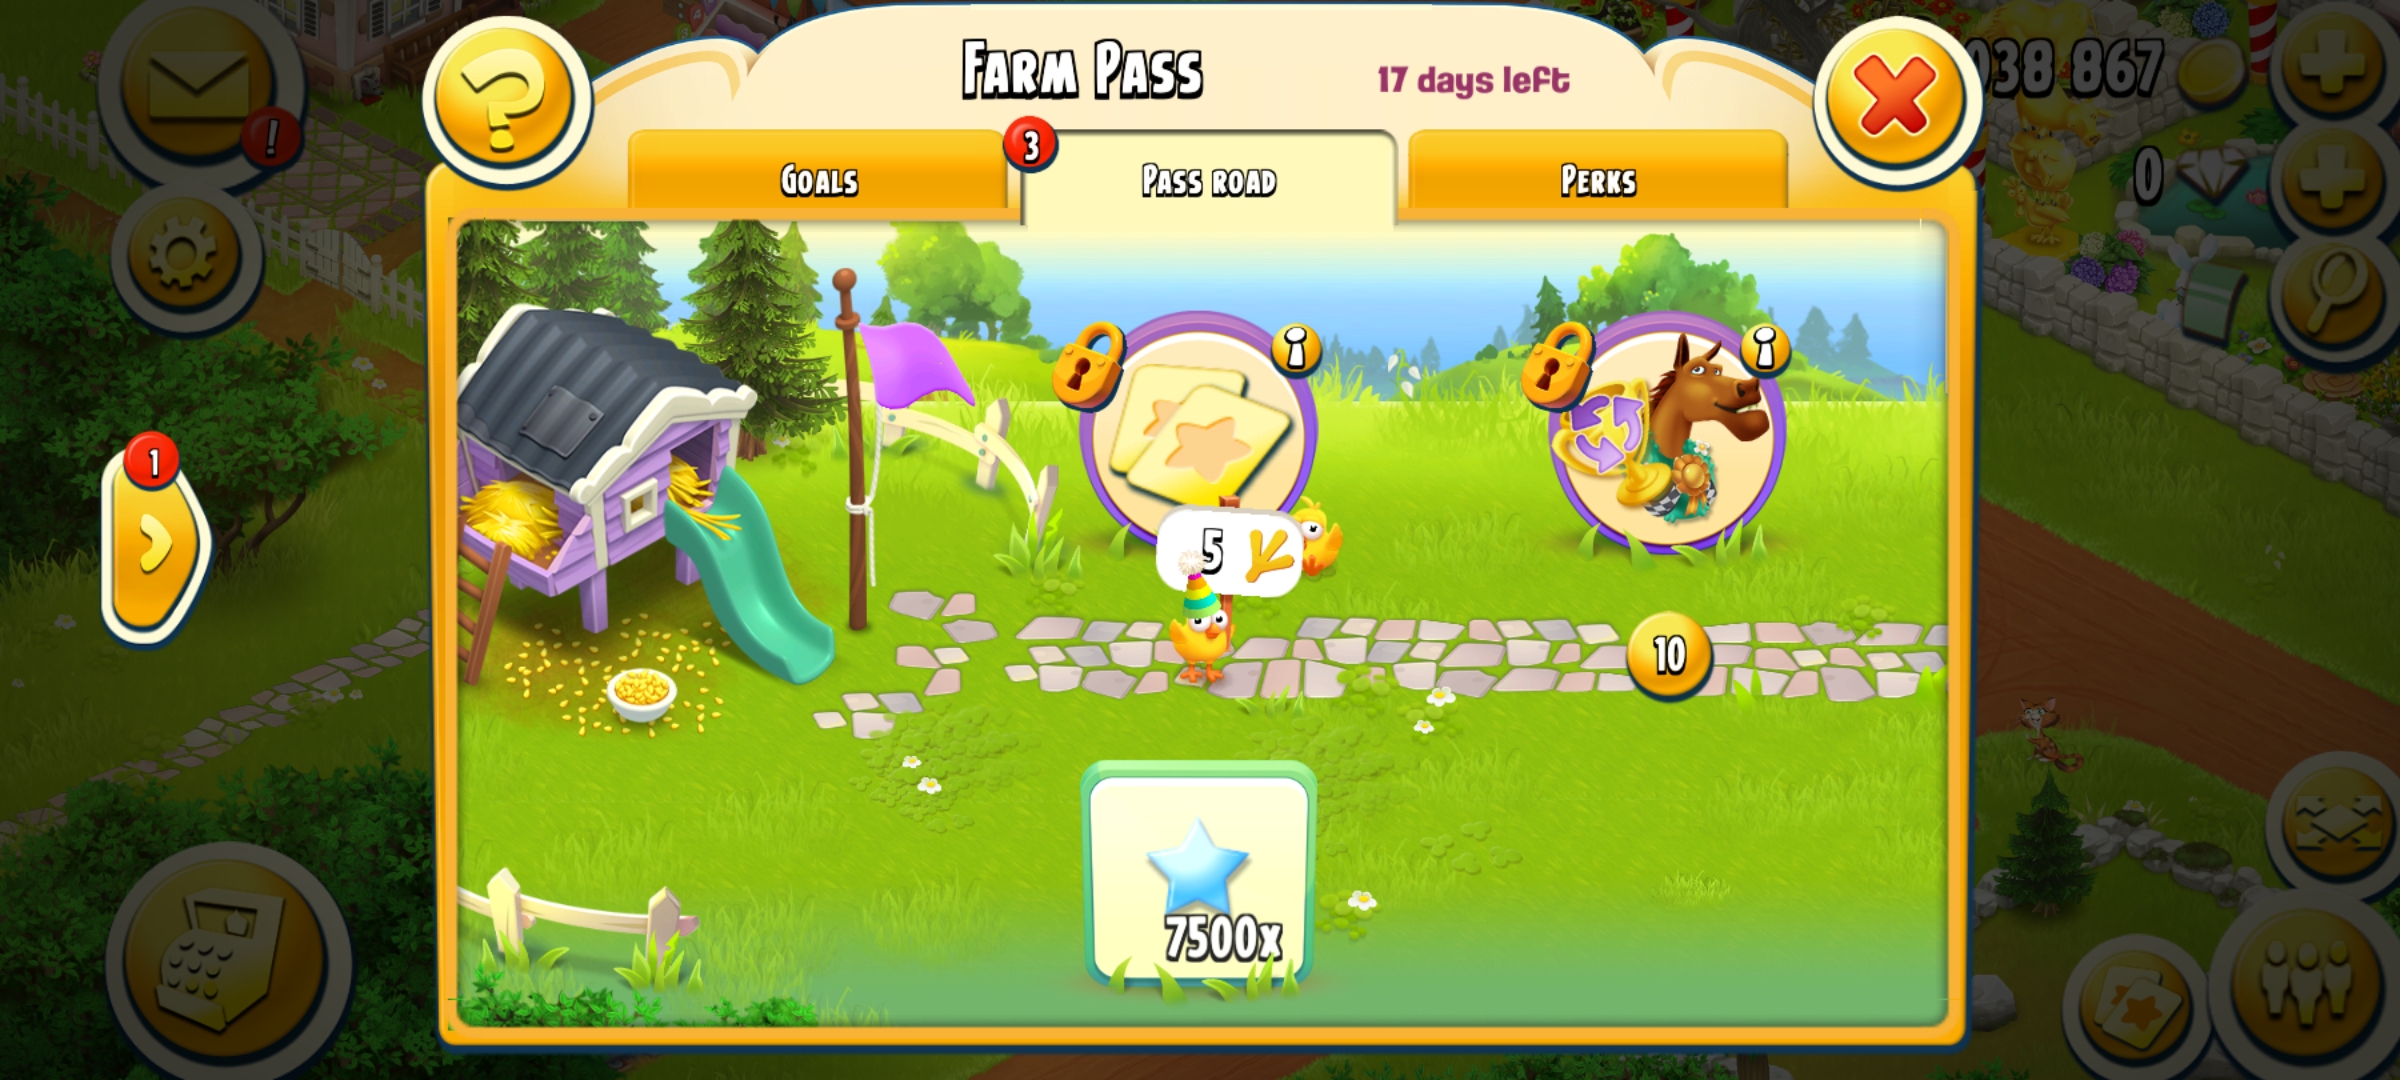 Farm Pass
17 days left
038 867
!
3
Goals
Pass road
Perks
0
1
5
10
7500x